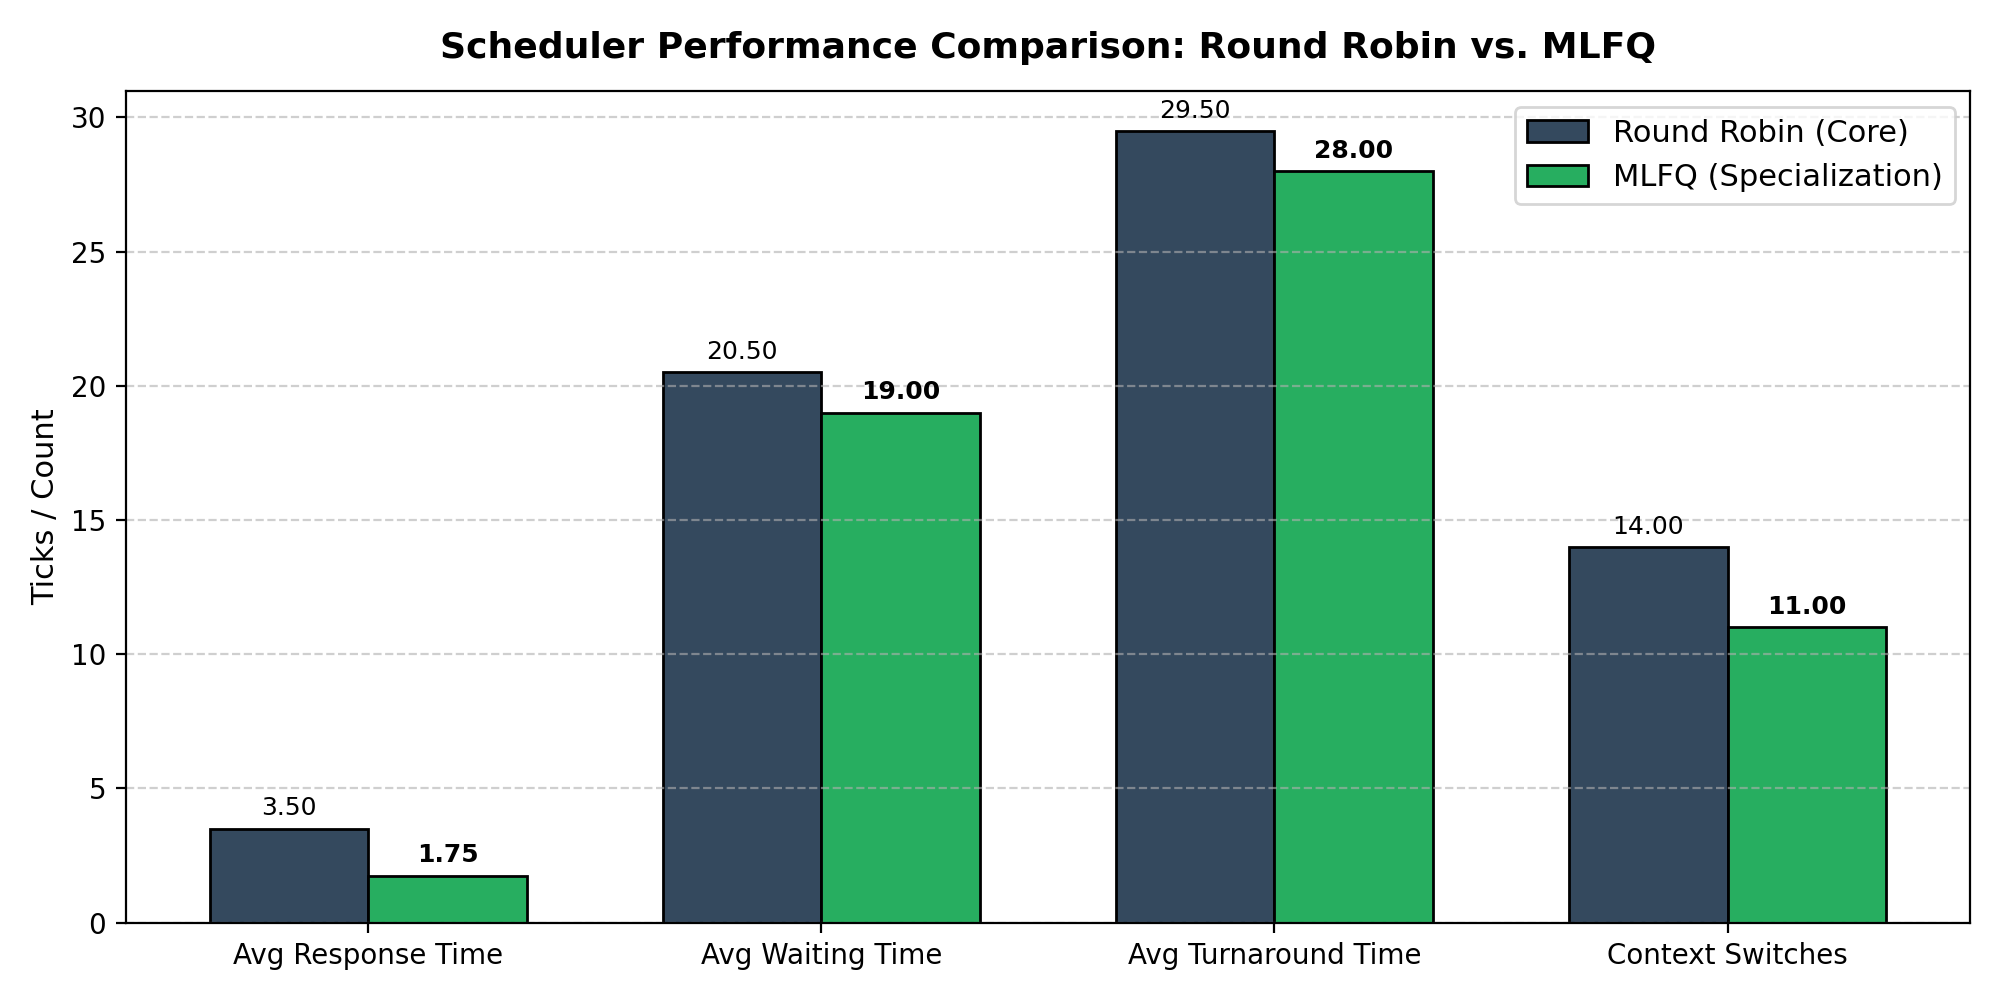 Scheduler Performance Comparison: Round Robin vs. MLFQ
Round Robin (Core)
MLFQ (Specialization)
Ticks / Count
30
25
20
15
10
5
0
3.50
1.75
20.50
19.00
29.50
28.00
14.00
11.00
Avg Response Time
Avg Waiting Time
Avg Turnaround Time
Context Switches